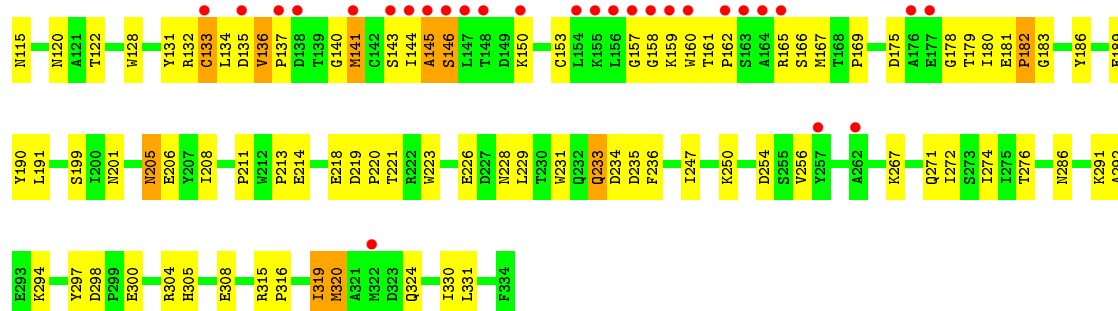 N115 N120 A121 T122 W128 Y131 R132 C133 L134 D135 V136 P137 D138 T139 G140 M141 C142 S143 I144 A145 S146 L147 T148 D149 K150 C153 L154 K155 L156 G157 G158 K159 W160 T161 P162 S163 A164 R165 S166 M167 T168 P169 D175 A176 E177 G178 T179 I180 E181 P182 G183 Y186
Y190 L191 S199 I200 N201 N205 E206 Y207 I208 P211 W212 P213 E214 E218 D219 P220 T221 R222 W223 E226 D227 N228 L229 T230 W231 Q232 Q233 D234 D235 F236 I247 K250 D254 S255 V256 Y257 A262 K267 Q271 I272 S273 I274 I275 T276 N286 K291
E293 K294 Y297 D298 P299 E300 R304 H305 E308 R315 P316 I319 M320 A321 M322 D323 Q324 I330 L331 F334